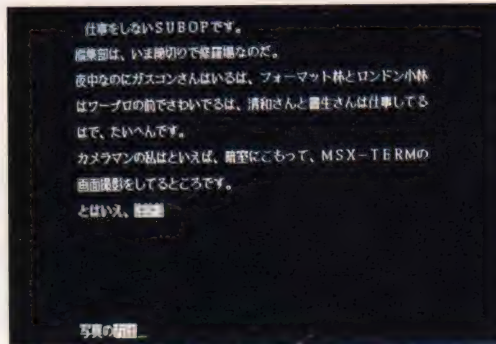 仕事をしないSUBOPです。
編集部は、いま締切りで修羅場なのだ。
夜中なのにガスコンさんはいるは、フォーマット林とロンドン小林
はワープロの前でさわいでるは、清和さんと書生さんは仕事してる
はで、たいへんです。
カメラマンの私はといえば、暗室にこもって、MSX-TERMの
画面撮影をしてるところです。
とはいえ、
写真の